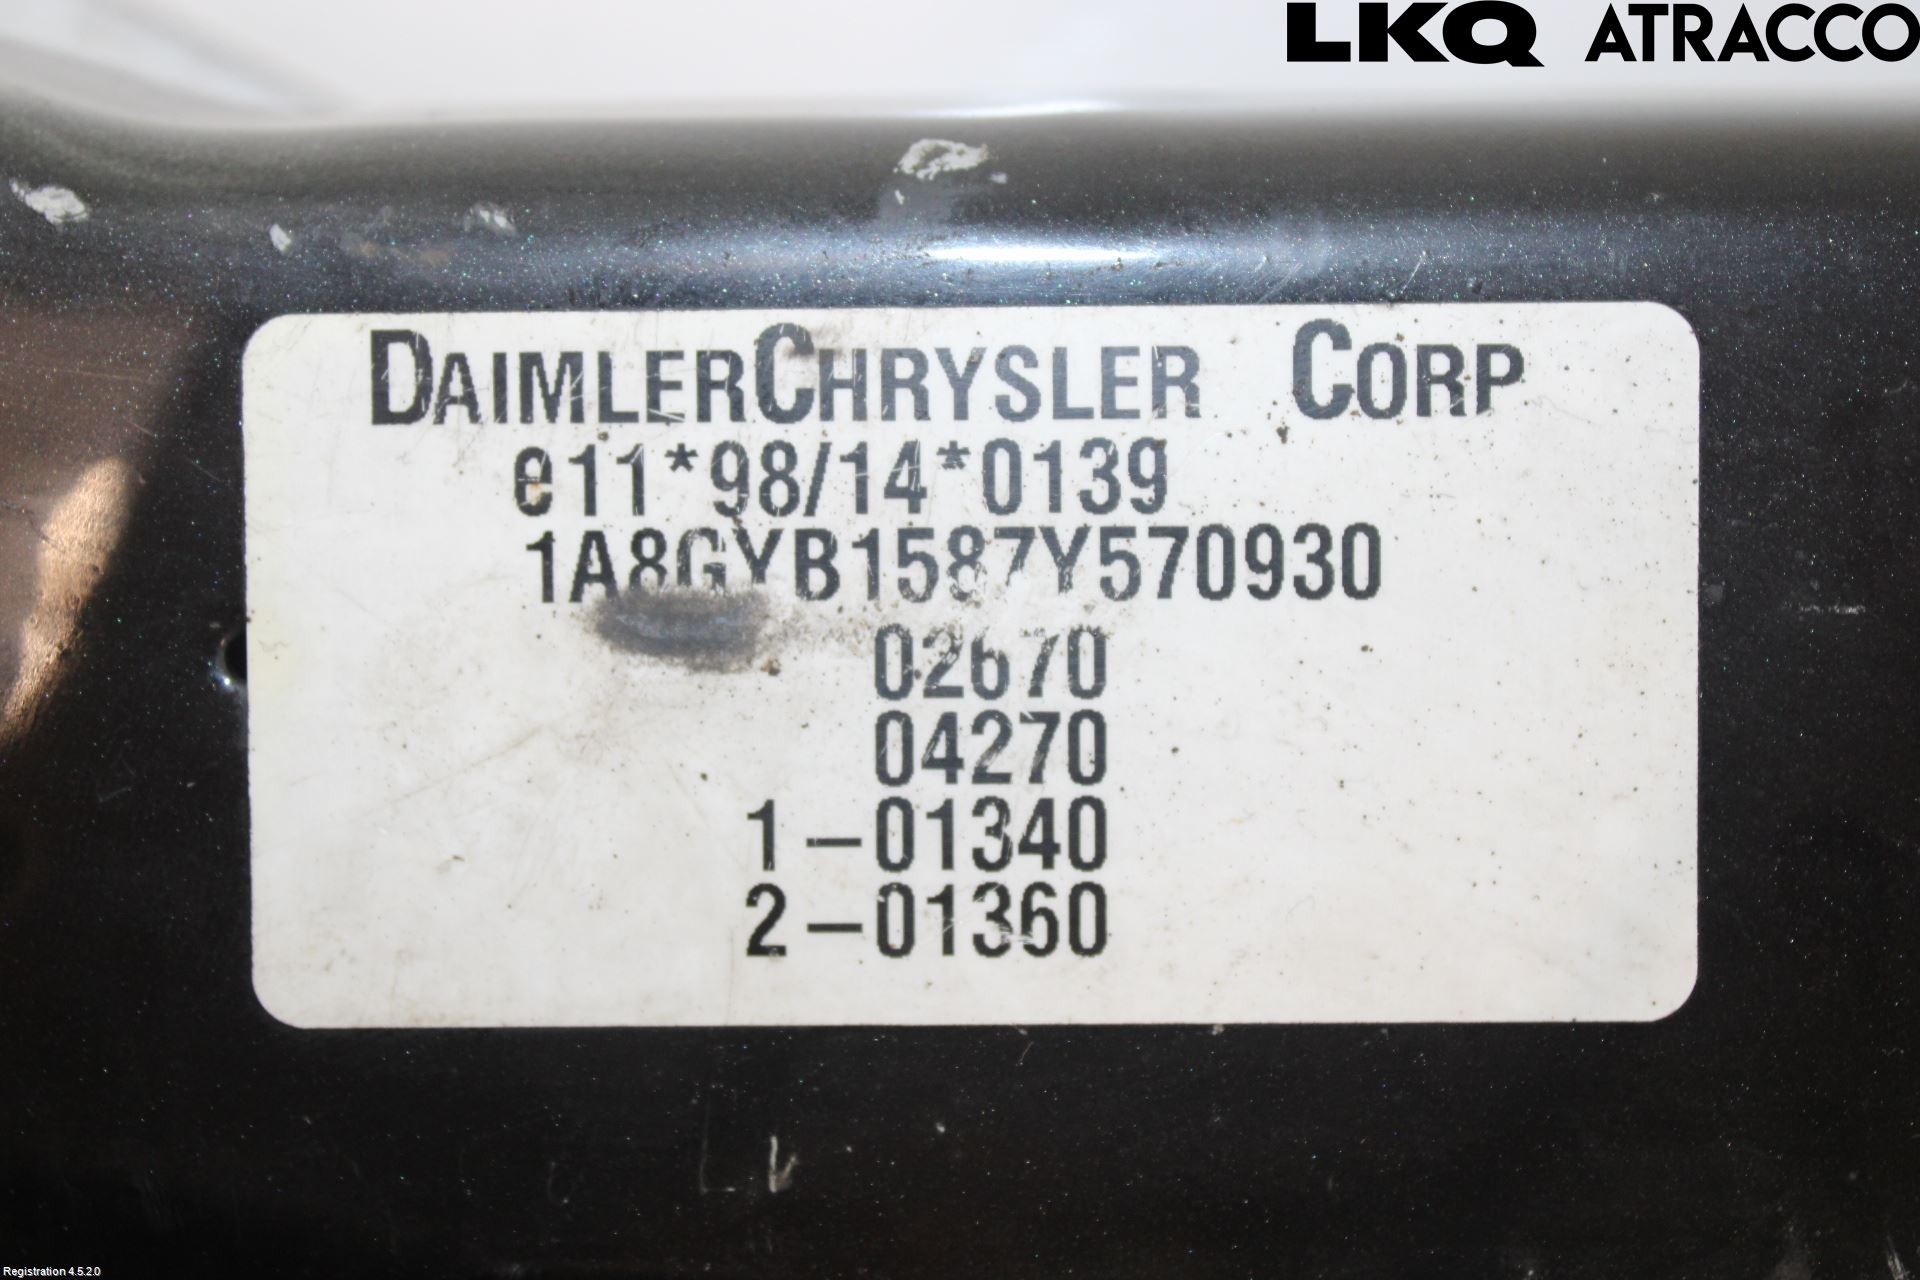 LKQ ATRACCO
DAIMLERCHRYSLER CORP
e11*98/14*0139
1A8GYB1587Y570930
02670
04270
1-01340
2-01360
Registration 4.5.2.0